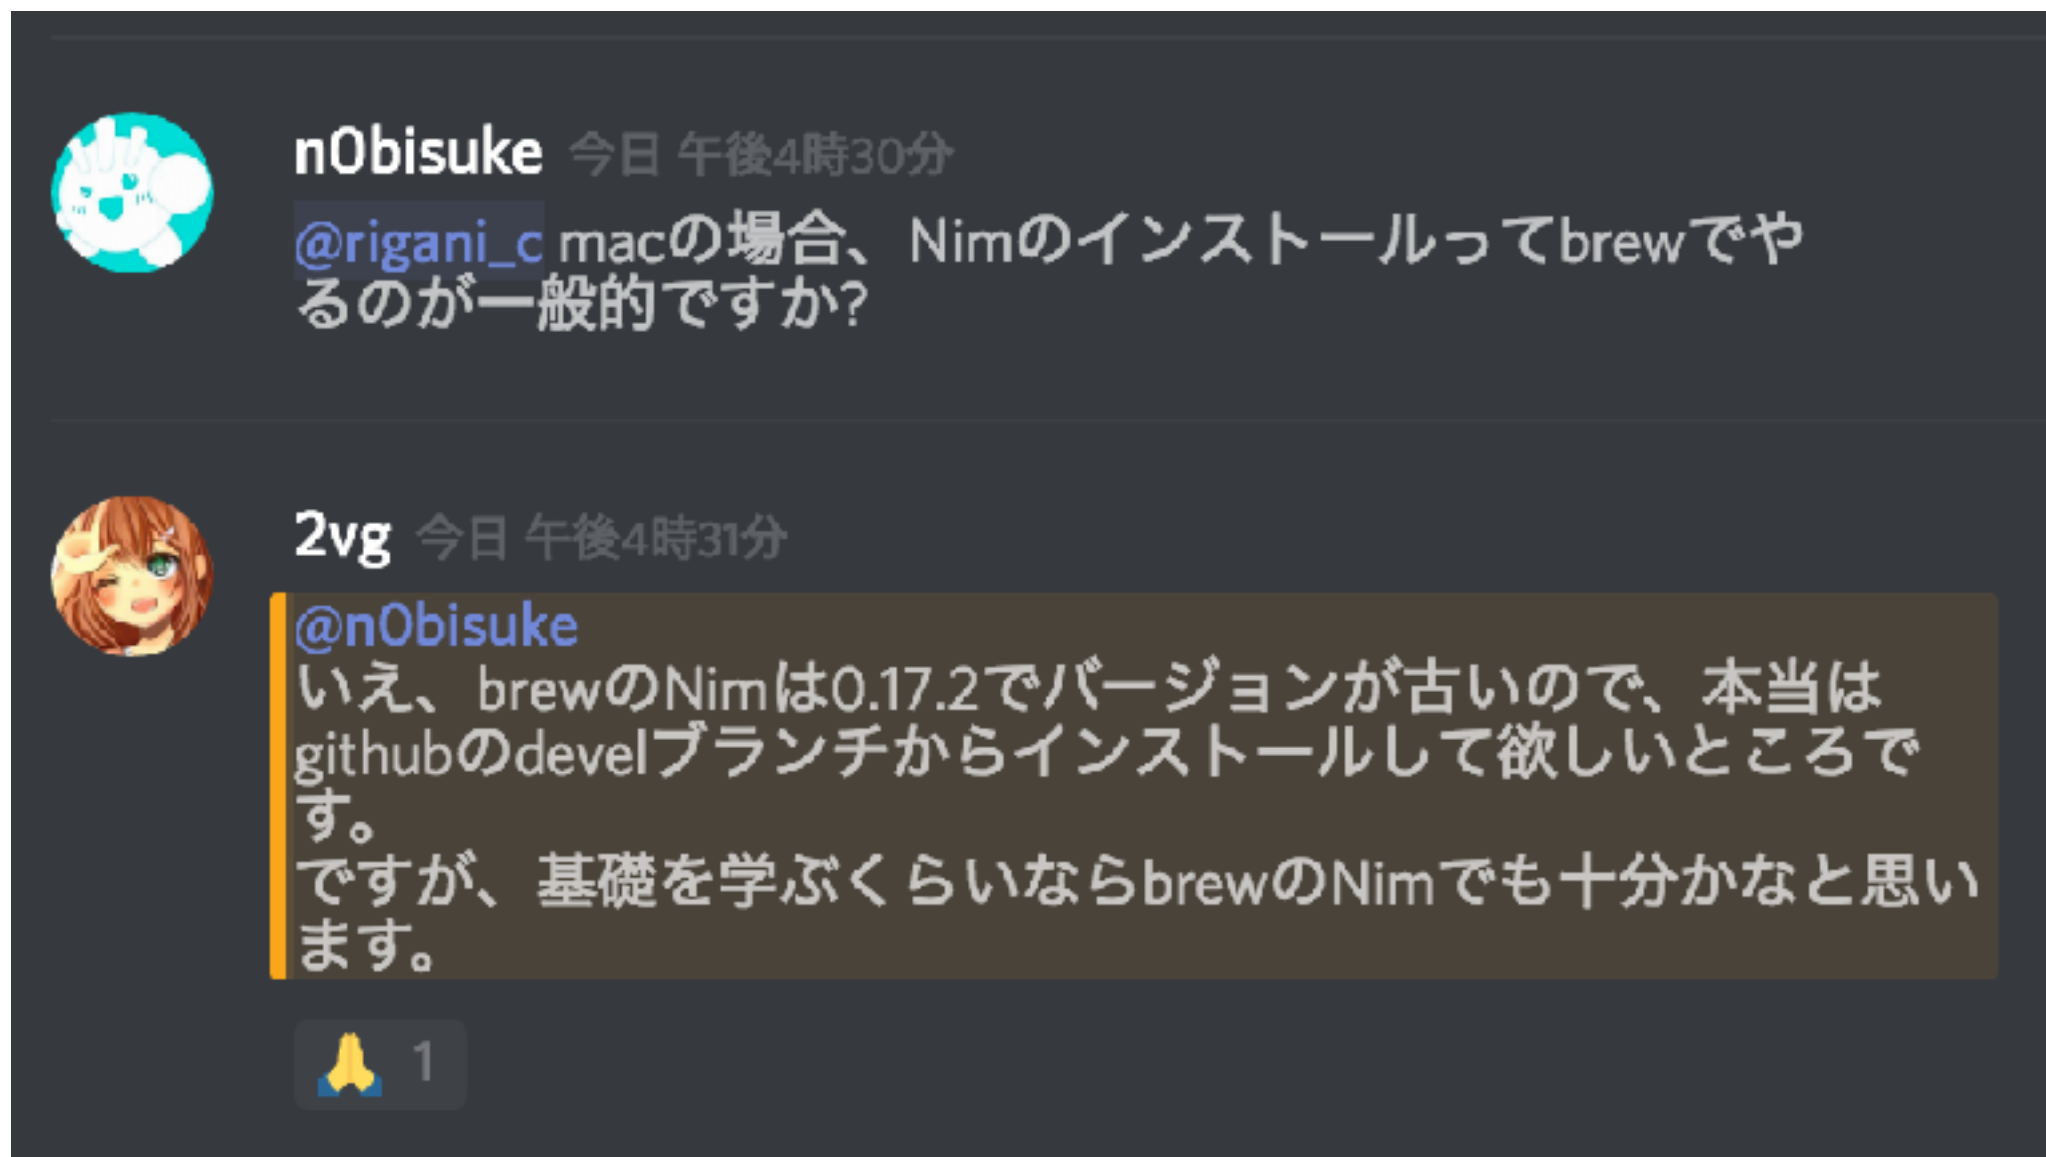 n0bisuke 今日 午後4時30分
@rigani_c macの場合、Nimのインストールってbrewでや
るのが一般的ですか?
2vg 今日 午後4時31分
@n0bisuke
いえ、brewのNimは0.17.2でバージョンが古いので、本当は
githubのdevelブランチからインストールして欲しいところで
す。
ですが、基礎を学ぶくらいならbrewのNimでも十分かなと思い
ます。
1